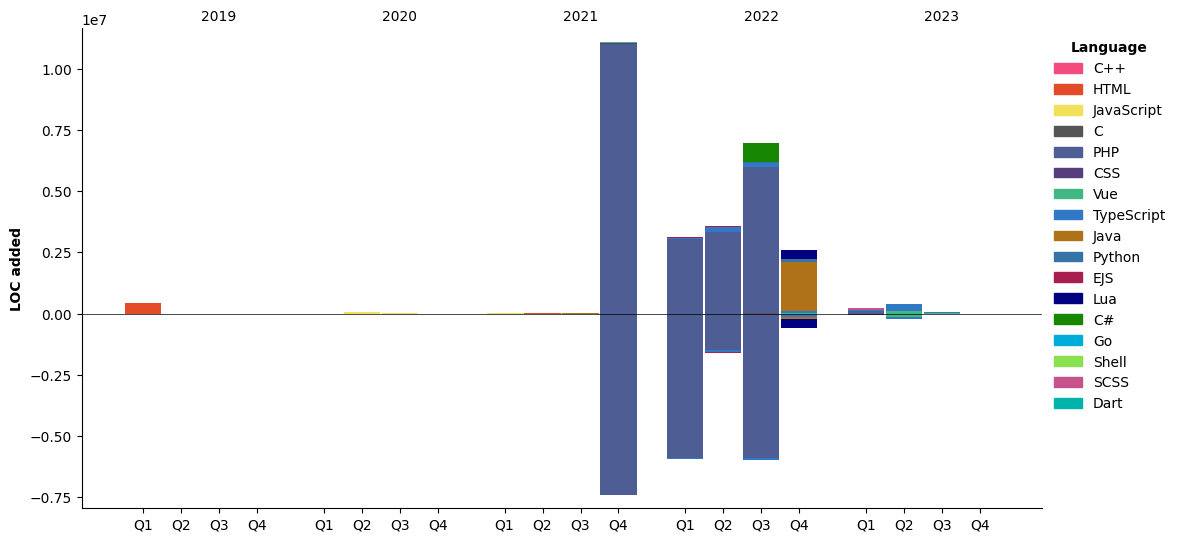 2019 2020 2021 2022 2023
1e7
1.00
0.75
0.50
0.25
0.00
−0.25
−0.50
−0.75
LOC added
Q1 Q2 Q3 Q4 Q1 Q2 Q3 Q4 Q1 Q2 Q3 Q4 Q1 Q2 Q3 Q4 Q1 Q2 Q3 Q4
Language
C++
HTML
JavaScript
C
PHP
CSS
Vue
TypeScript
Java
Python
EJS
Lua
C#
Go
Shell
SCSS
Dart